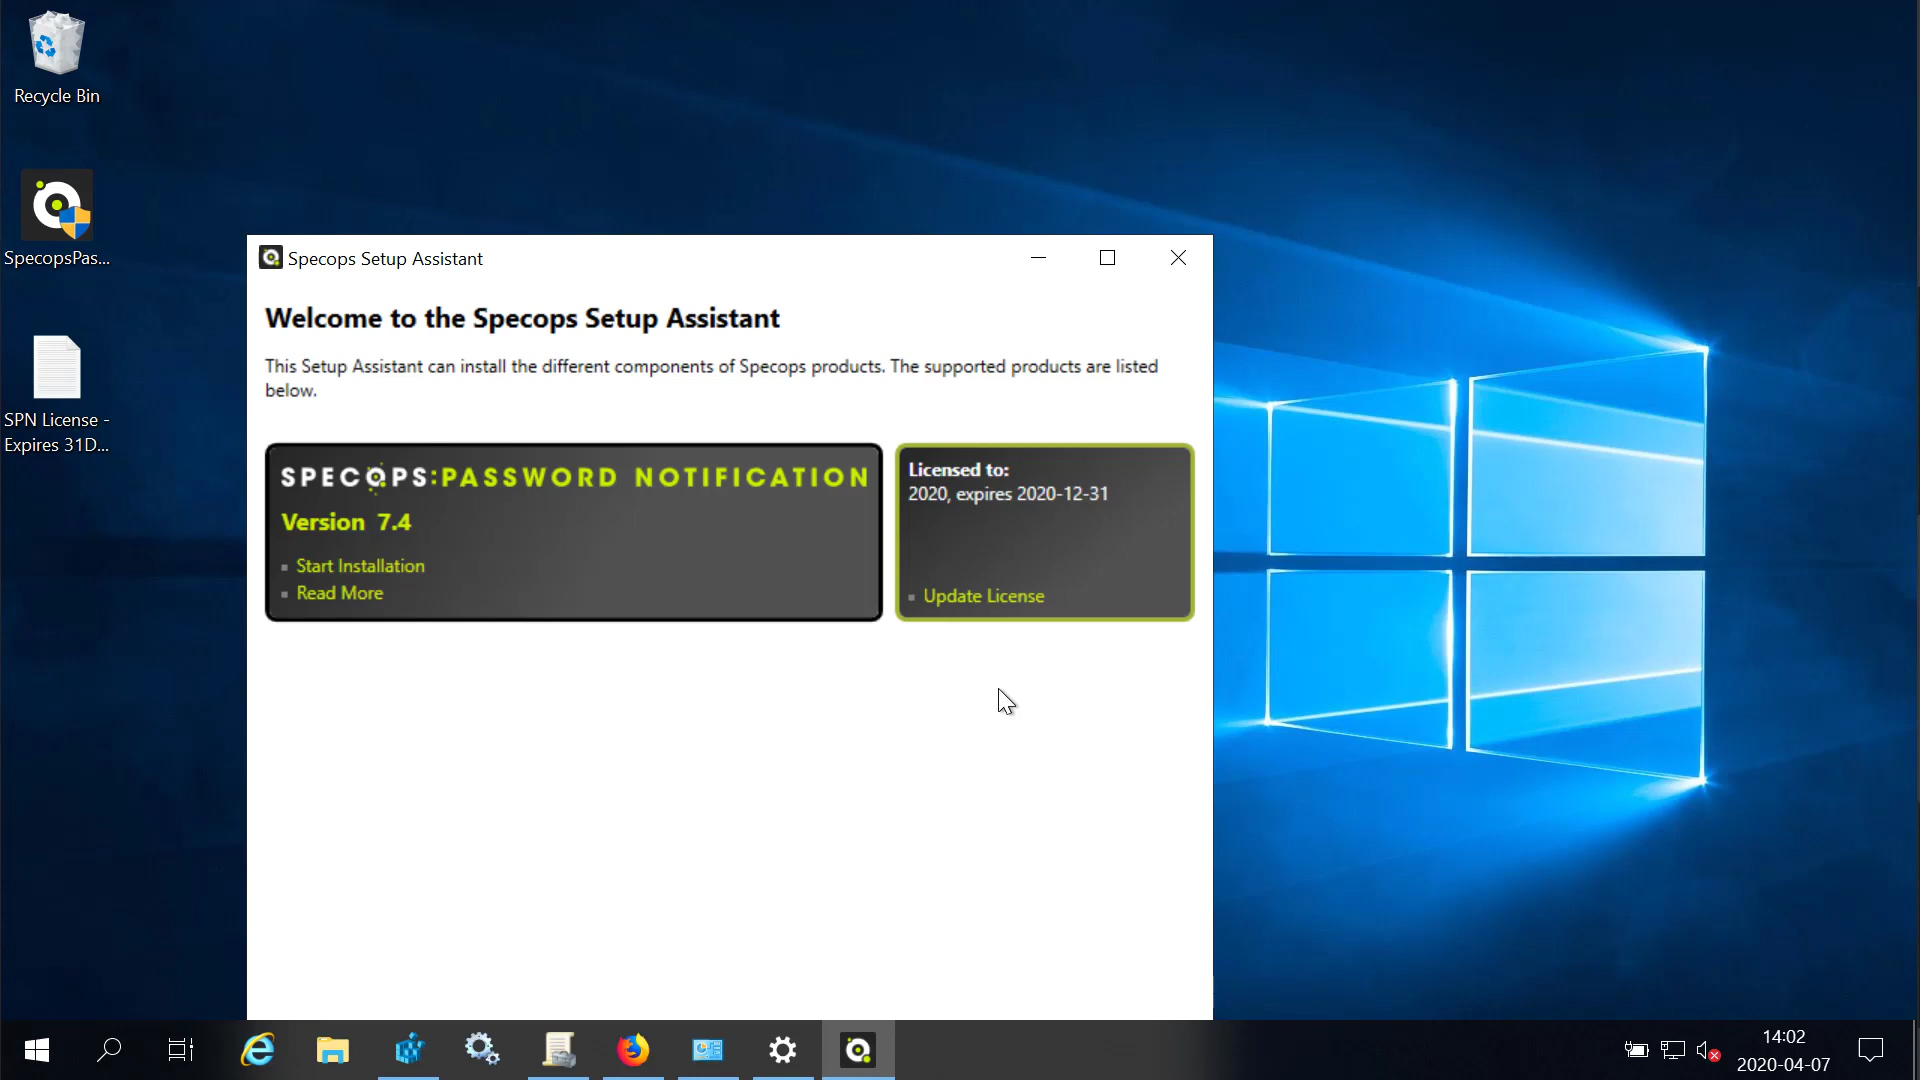 Recycle Bin
SpecopsPas...
SPN License -
Expires 31D...
Specops Setup Assistant
Welcome to the Specops Setup Assistant
This Setup Assistant can install the different components of Specops products. The supported products are listed
below.
SPECOPS:PASSWORD NOTIFICATION
Version 7.4
Start Installation
Read More
Licensed to:
2020, expires 2020-12-31
Update License
14:02
2020-04-07